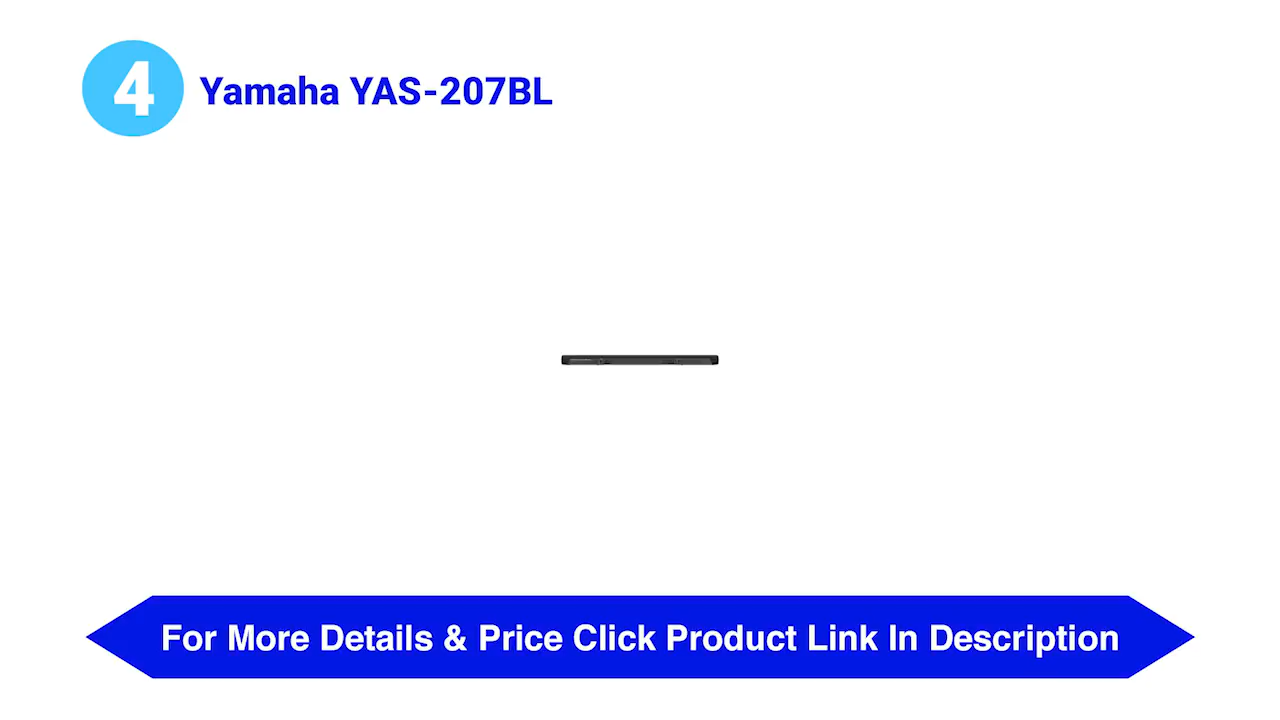 4
Yamaha YAS-207BL
For More Details & Price Click Product Link In Description